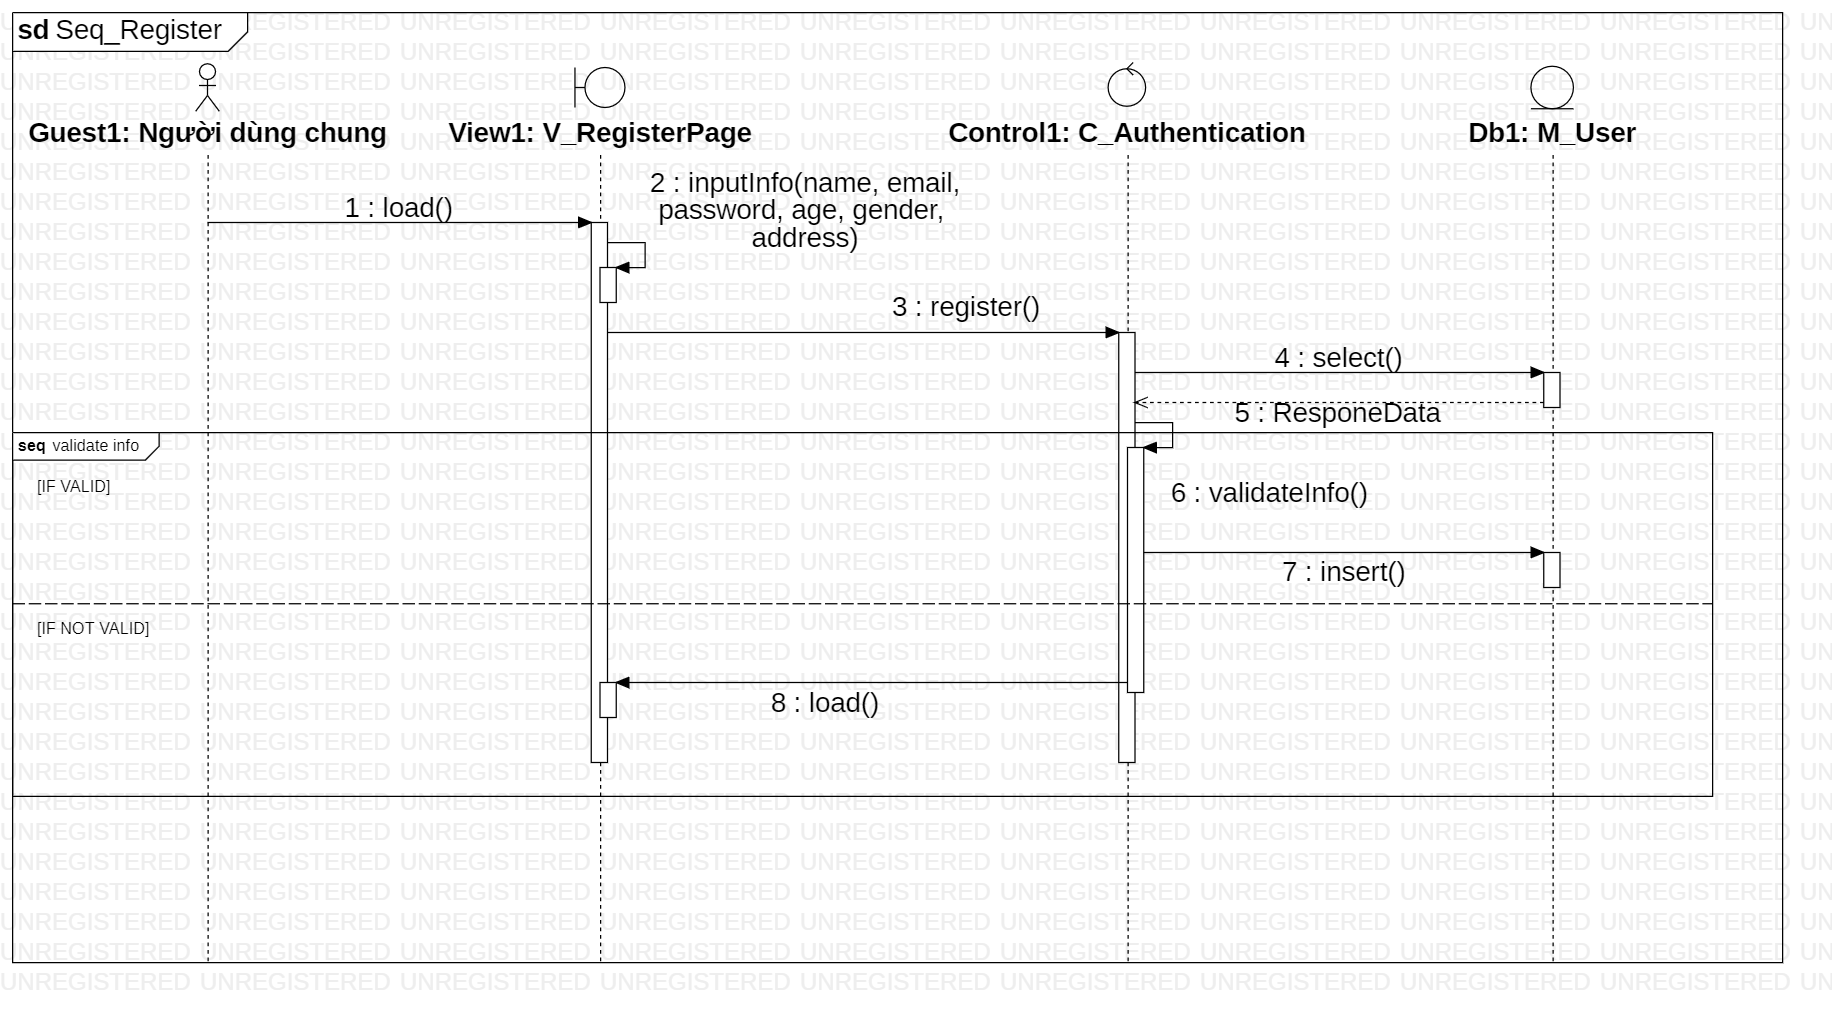 sd Seq_Register
Guest1: Người dùng chung
View1: V_RegisterPage
Control1: C_Authentication
Db1: M_User
1 : load()
2 : inputInfo(name, email,
password, age, gender,
address)
3 : register()
4 : select()
5 : ResponeData
seq validate info
[IF VALID]
6 : validateInfo()
7 : insert()
[IF NOT VALID]
8 : load()
UNREGISTERED